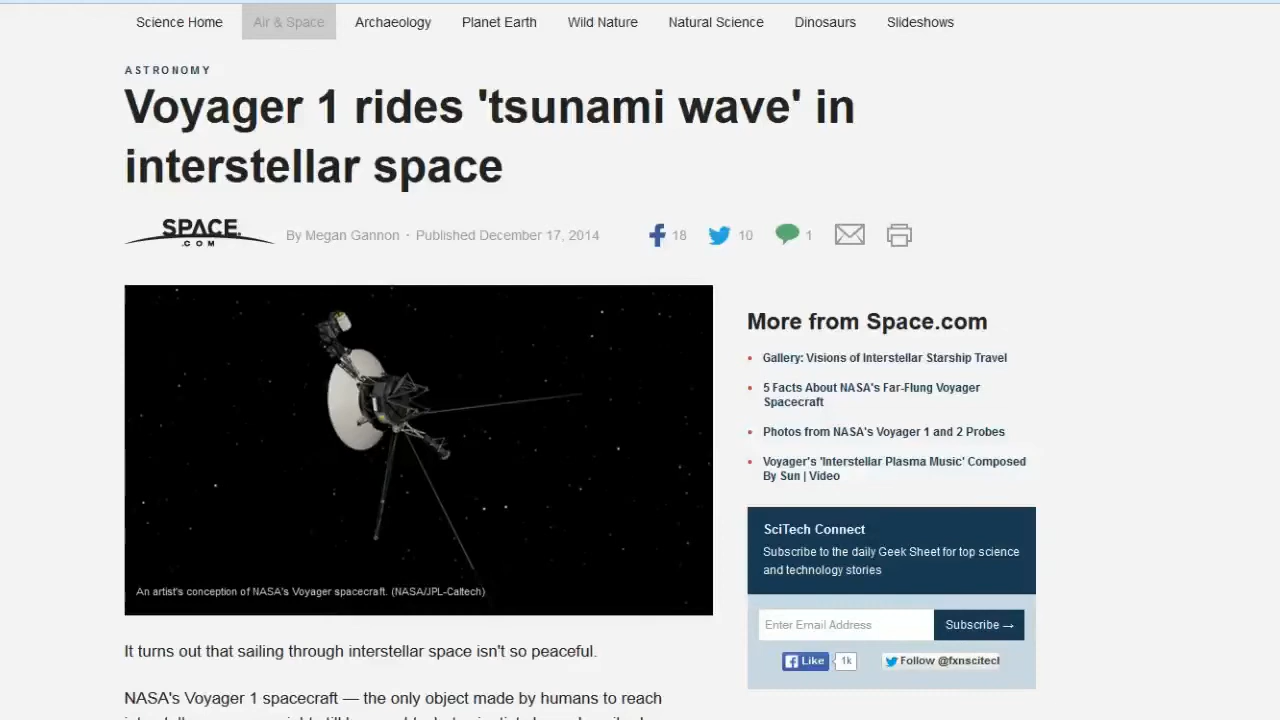 Science Home Air & Space Archaeology Planet Earth Wild Nature Natural Science Dinosaurs Slideshows
ASTRONOMY
Voyager 1 rides 'tsunami wave' in
interstellar space
SPACE.
.COM
By Megan Gannon · Published December 17, 2014
18 10 1
An artist's conception of NASA's Voyager spacecraft. (NASA/JPL-Caltech)
It turns out that sailing through interstellar space isn't so peaceful.
NASA's Voyager 1 spacecraft — the only object made by humans to reach
More from Space.com
Gallery: Visions of Interstellar Starship Travel
5 Facts About NASA's Far-Flung Voyager
Spacecraft
Photos from NASA's Voyager 1 and 2 Probes
Voyager's 'Interstellar Plasma Music' Composed
By Sun | Video
SciTech Connect
Subscribe to the daily Geek Sheet for top science
and technology stories
Enter Email Address Subscribe →
Like 1k Follow @fxnscitecl